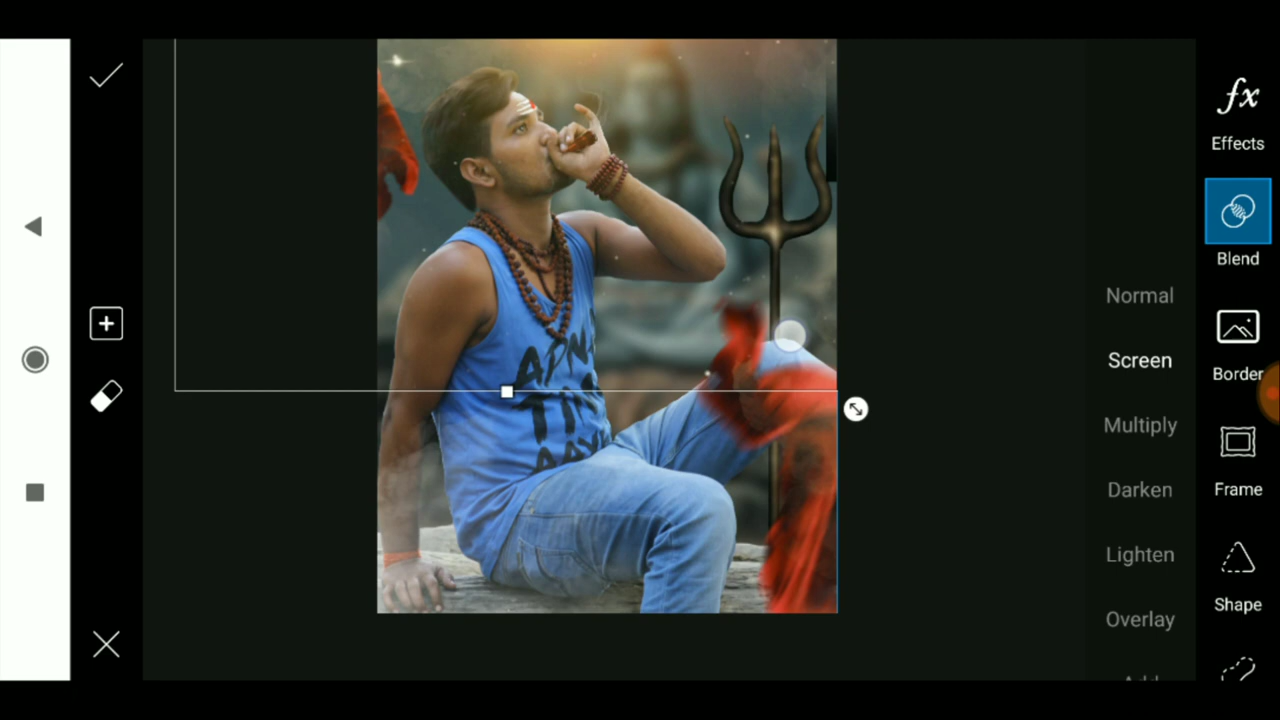 Effects
Blend
Normal
Screen
Border
Multiply
Darken
Frame
Lighten
Shape
Overlay